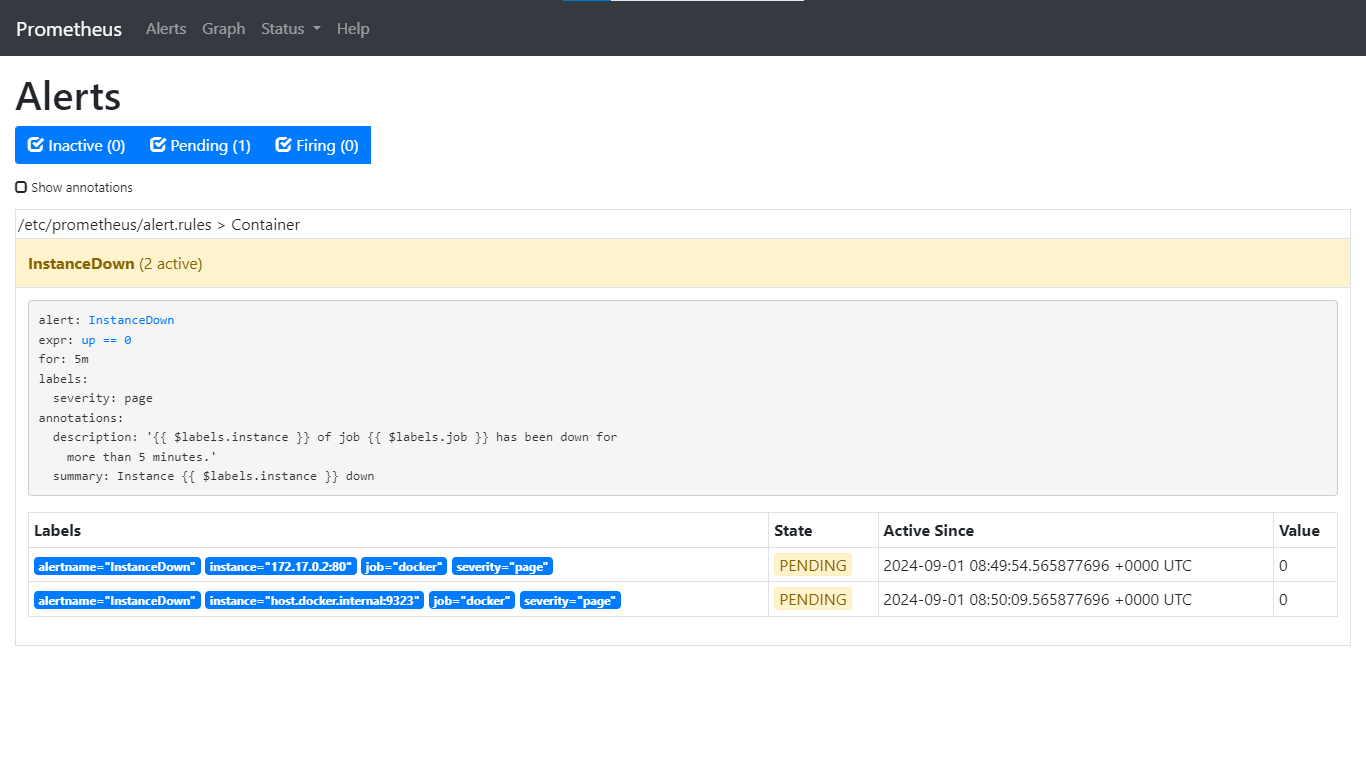 Prometheus Alerts Graph Status Help
Alerts
Inactive (0) Pending (1) Firing (0)
Show annotations
/etc/prometheus/alert.rules > Container
InstanceDown (2 active)
alert: InstanceDown
expr: up == 0
for: 5m
labels:
  severity: page
annotations:
  description: '{{ $labels.instance }} of job {{ $labels.job }} has been down for
    more than 5 minutes.'
  summary: Instance {{ $labels.instance }} down
Labels State Active Since Value
alertname="InstanceDown" instance="172.17.0.2:80" job="docker" severity="page" PENDING 2024-09-01 08:49:54.565877696 +0000 UTC 0
alertname="InstanceDown" instance="host.docker.internal:9323" job="docker" severity="page" PENDING 2024-09-01 08:50:09.565877696 +0000 UTC 0